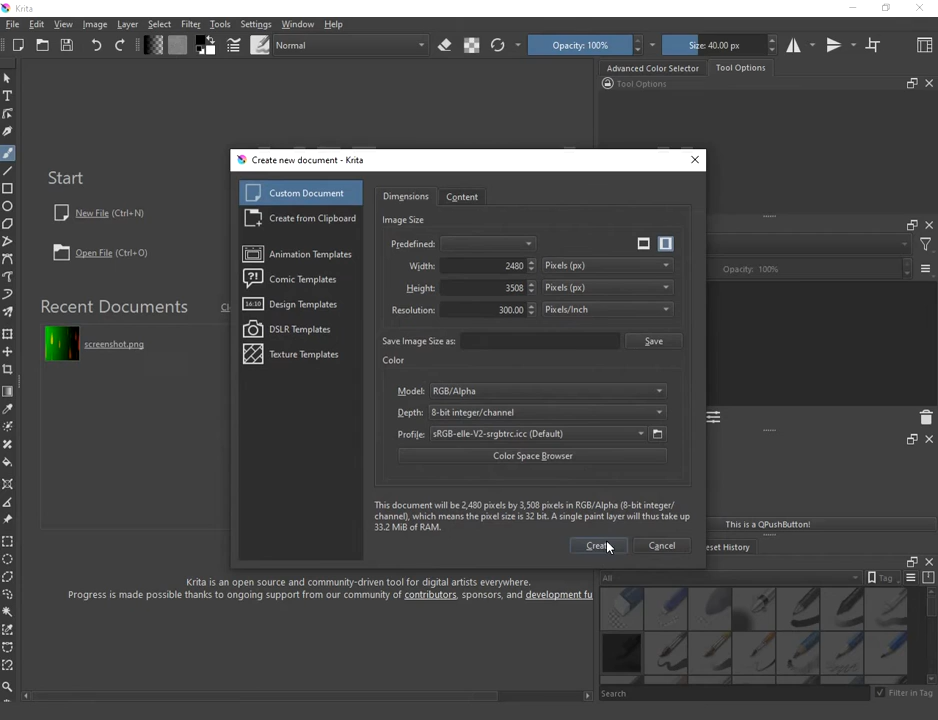 Krita
File Edit View Image Layer Select Filter Tools Settings Window Help
Normal
Opacity: 100%
Size: 40.00 px
Advanced Color Selector Tool Options
Tool Options
Start
New File (Ctrl+N)
Open File (Ctrl+O)
Recent Documents
screenshot.png
Create new document - Krita
Custom Document
Create from Clipboard
Animation Templates
Comic Templates
16:10 Design Templates
DSLR Templates
Texture Templates
Dimensions Content
Image Size
Predefined:
Width: 2480 Pixels (px)
Height: 3508 Pixels (px)
Resolution: 300.00 Pixels/Inch
Save Image Size as: Save
Color
Model: RGB/Alpha
Depth: 8-bit integer/channel
Profile: sRGB-elle-V2-srgbtrc.icc (Default)
Color Space Browser
This document will be 2,480 pixels by 3,508 pixels in RGB/Alpha (8-bit integer/
channel), which means the pixel size is 32 bit. A single paint layer will thus take up
33.2 MiB of RAM.
Create Cancel
Opacity: 100%
This is a QPushButton!
eset History
All
Tag
Search
Filter in Tag
Krita is an open source and community-driven tool for digital artists everywhere.
Progress is made possible thanks to ongoing support from our community of contributors, sponsors, and development fu